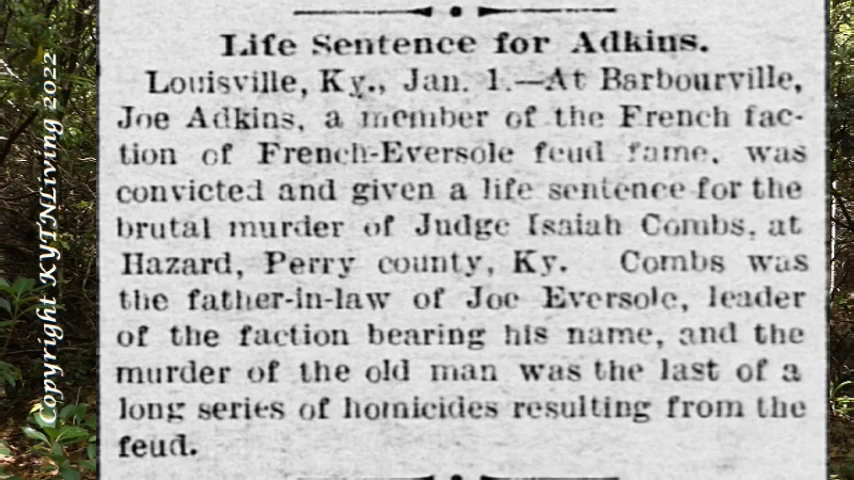 Life Sentence for Adkins.
Louisville, Ky., Jan. 1.—At Barbourville,
Joe Adkins, a member of the French fac-
tion of French-Eversole feud fame, was
convicted and given a life sentence for the
brutal murder of Judge Isaiah Combs, at
Hazard, Perry county, Ky. Combs was
the father-in-law of Joe Eversole, leader
of the faction bearing his name, and the
murder of the old man was the last of a
long series of homicides resulting from the
feud.
Copyright KYTNLiving 2022